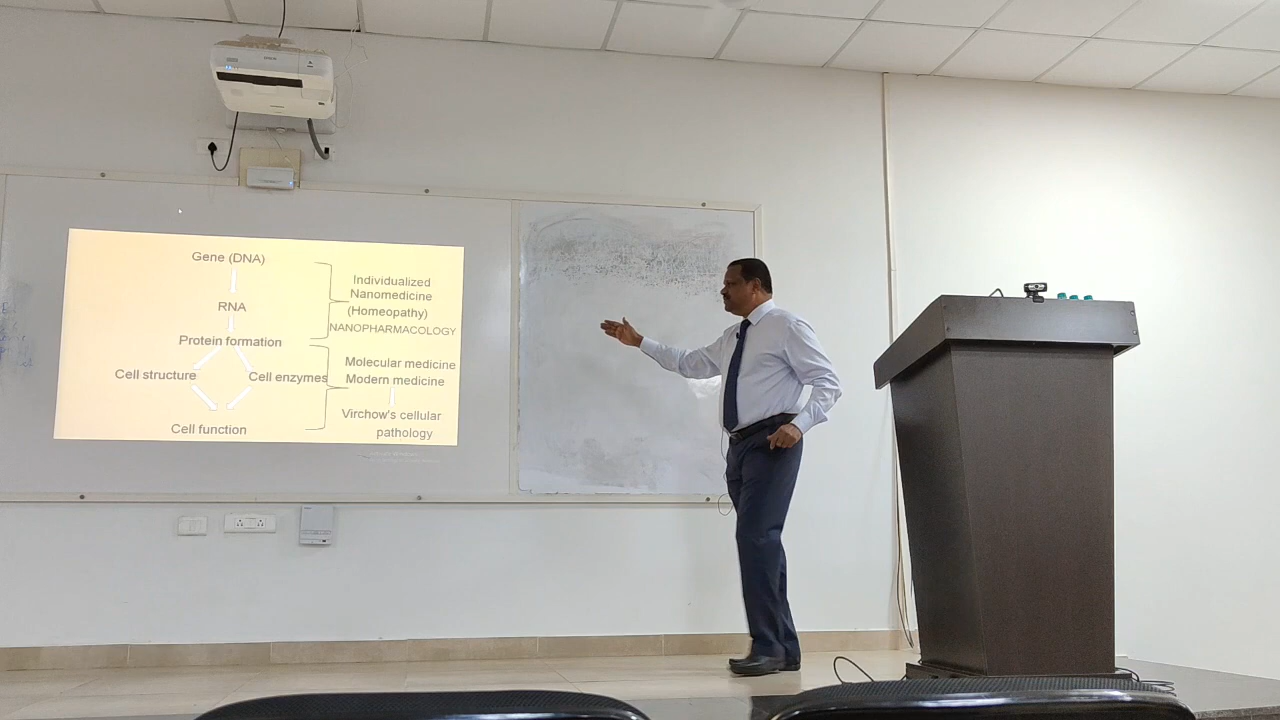 Gene (DNA)
RNA
Protein formation
Cell structure
Cell enzymes
Cell function
Individualized
Nanomedicine
(Homeopathy)
NANOPHARMACOLOGY
Molecular medicine
Modern medicine
Virchow's cellular
pathology